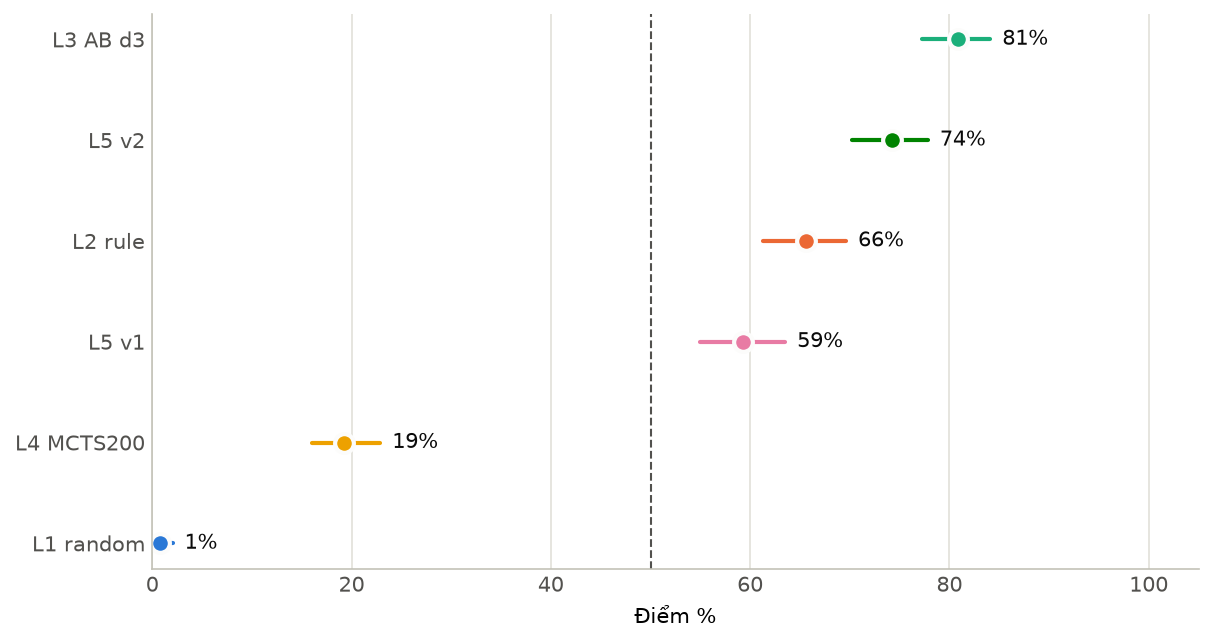 L3 AB d3 81%
L5 v2 74%
L2 rule 66%
L5 v1 59%
L4 MCTS200 19%
L1 random 1%
0 20 40 60 80 100
Điểm %